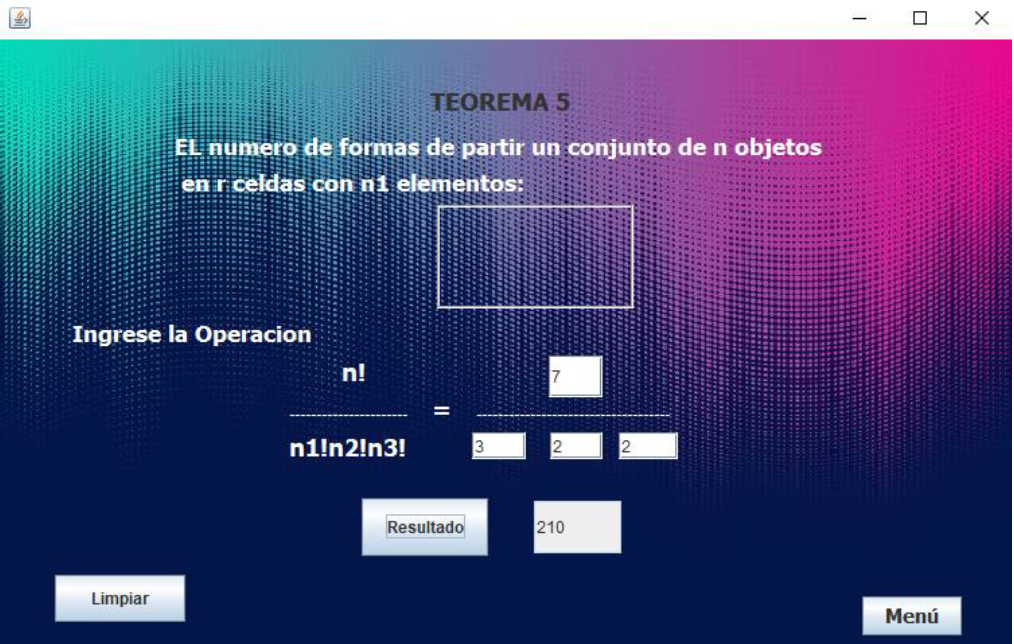 TEOREMA 5
EL numero de formas de partir un conjunto de n objetos
en r celdas con n1 elementos:
Ingrese la Operacion
n!
7
-------------------- = ---------------------------------
n1!n2!n3!
3 2 2
Resultado 210
Limpiar
Menú